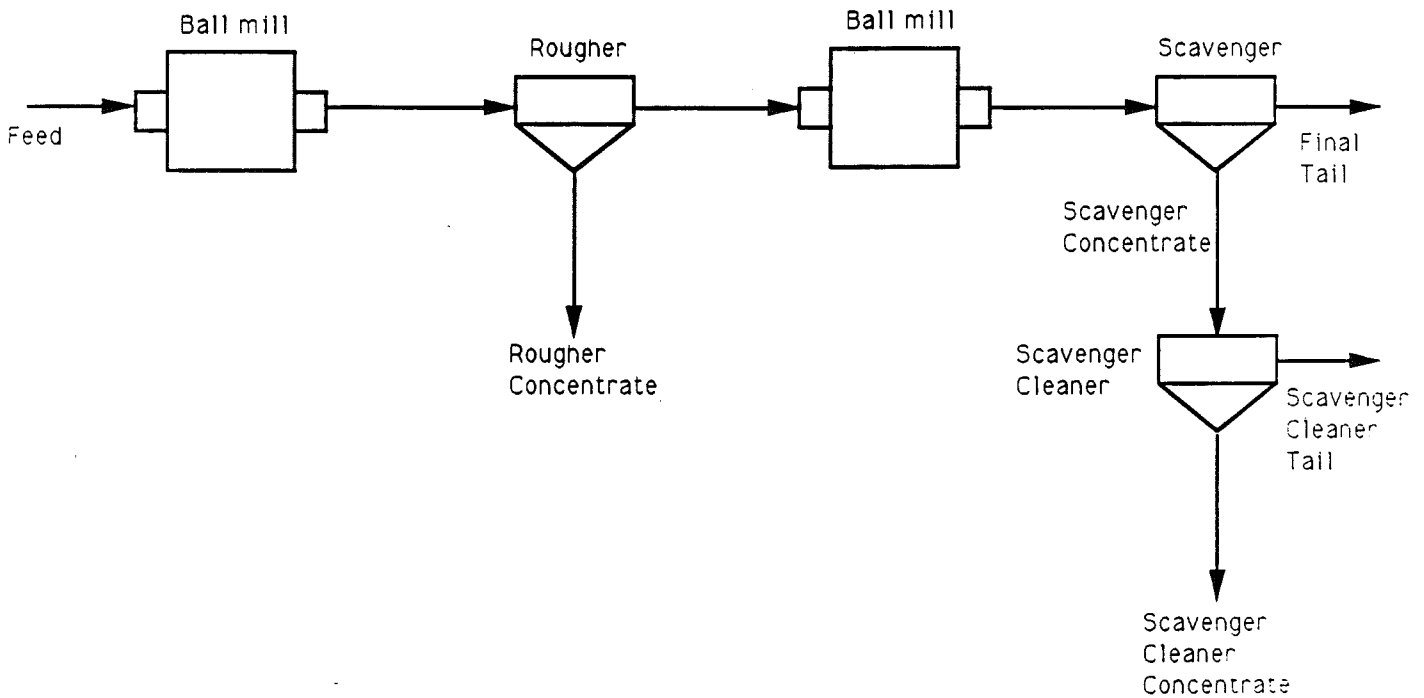 Ball mill
Rougher
Ball mill
Scavenger
Feed
Final
Tail
Scavenger
Concentrate
Rougher
Concentrate
Scavenger
Cleaner
Scavenger
Cleaner
Tail
Scavenger
Cleaner
Concentrate